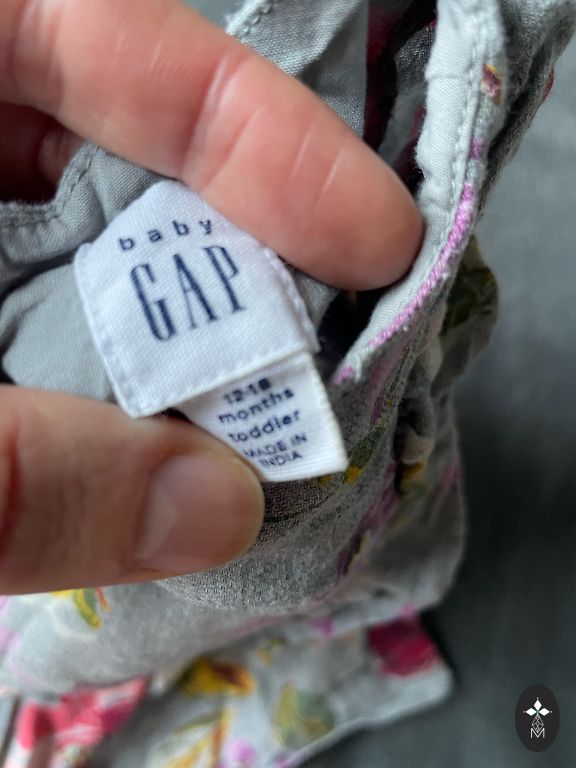 baby
GAP
12-18
months
toddler
MADE IN
INDIA
M